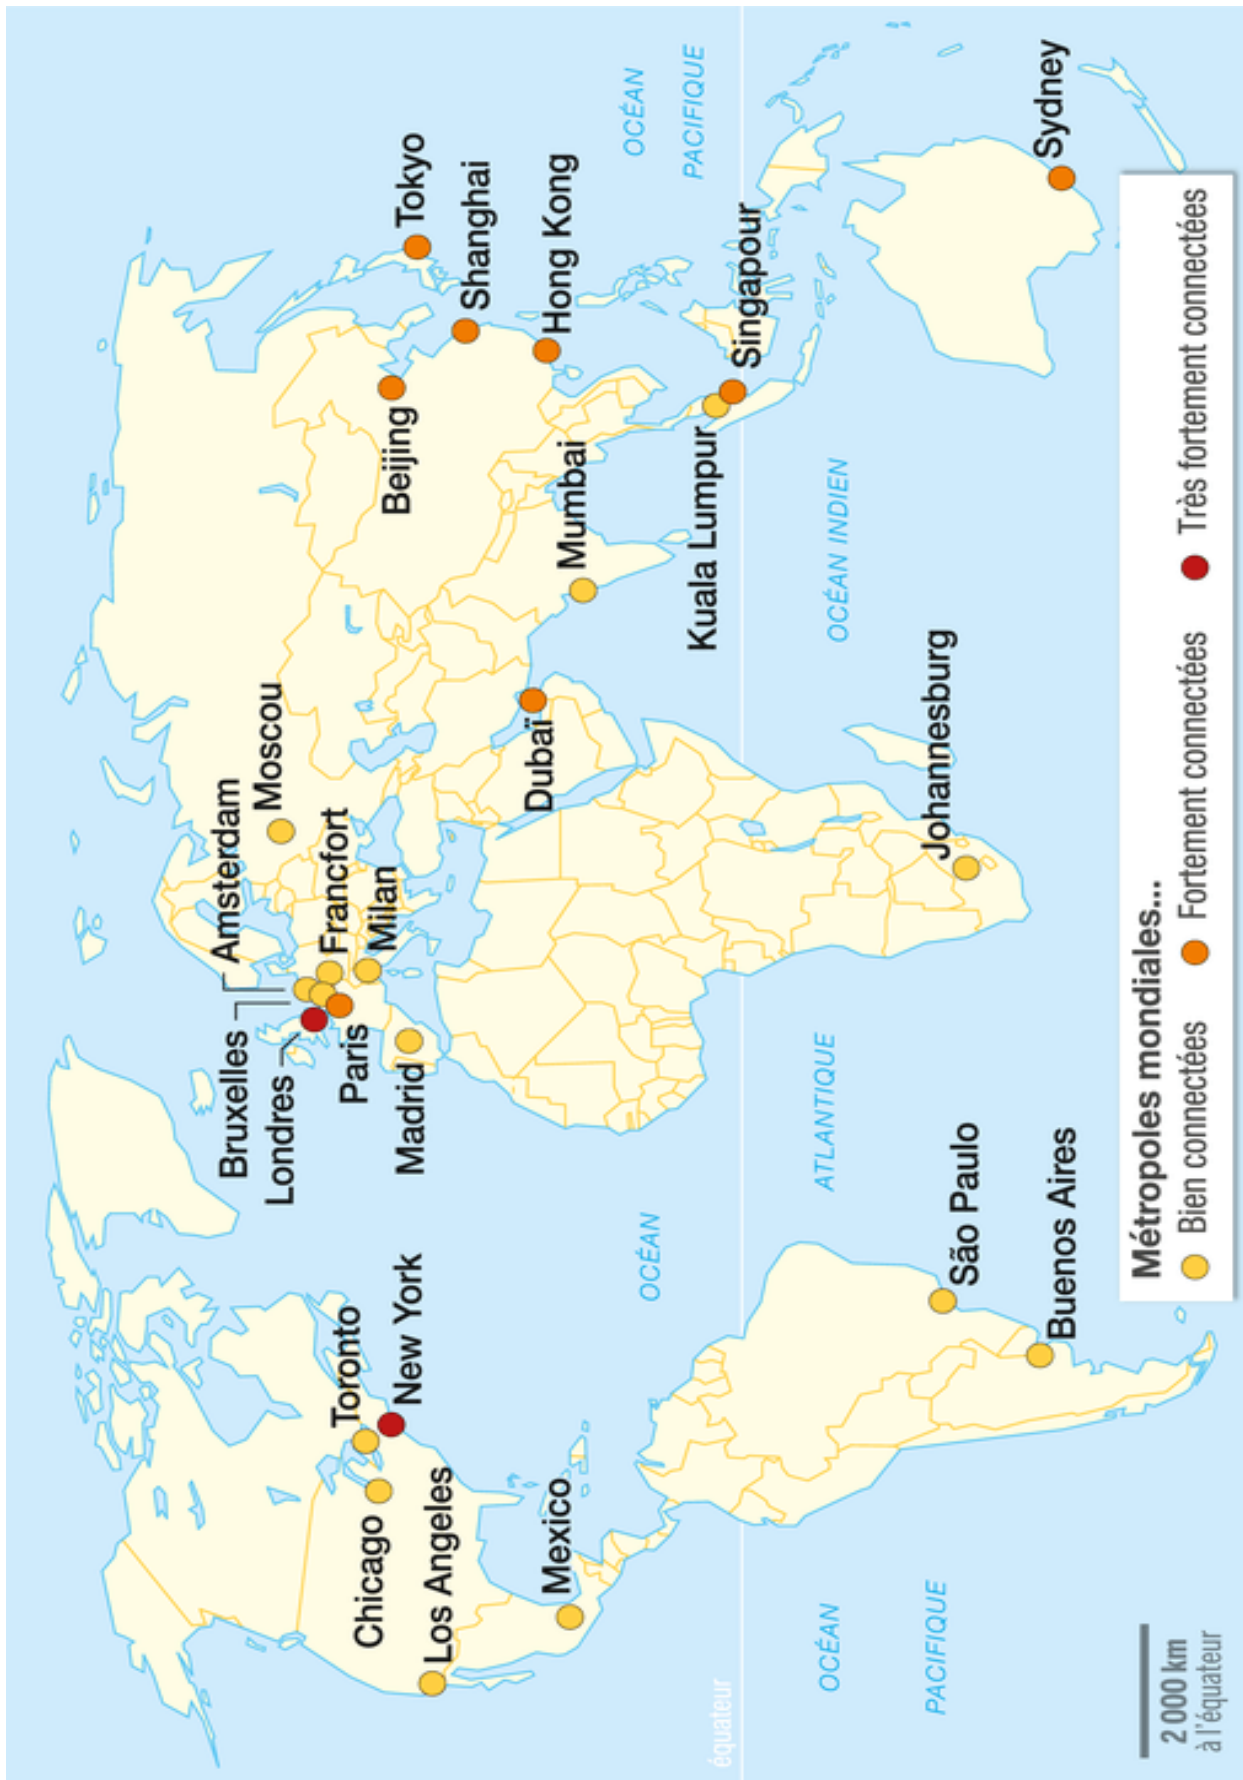 Amsterdam
Bruxelles
Londres
Moscou
Francfort
Paris
Milan
Madrid
Toronto
New York
Chicago
Los Angeles
Mexico
Beijing
Tokyo
Shanghai
Hong Kong
Dubaï
Mumbai
Kuala Lumpur
Singapour
OCÉAN
PACIFIQUE
OCÉAN
ATLANTIQUE
OCÉAN INDIEN
équateur
OCÉAN
PACIFIQUE
São Paulo
Buenos Aires
Johannesburg
Sydney
2 000 km
à l'équateur
Métropoles mondiales...
Bien connectées
Fortement connectées
Très fortement connectées